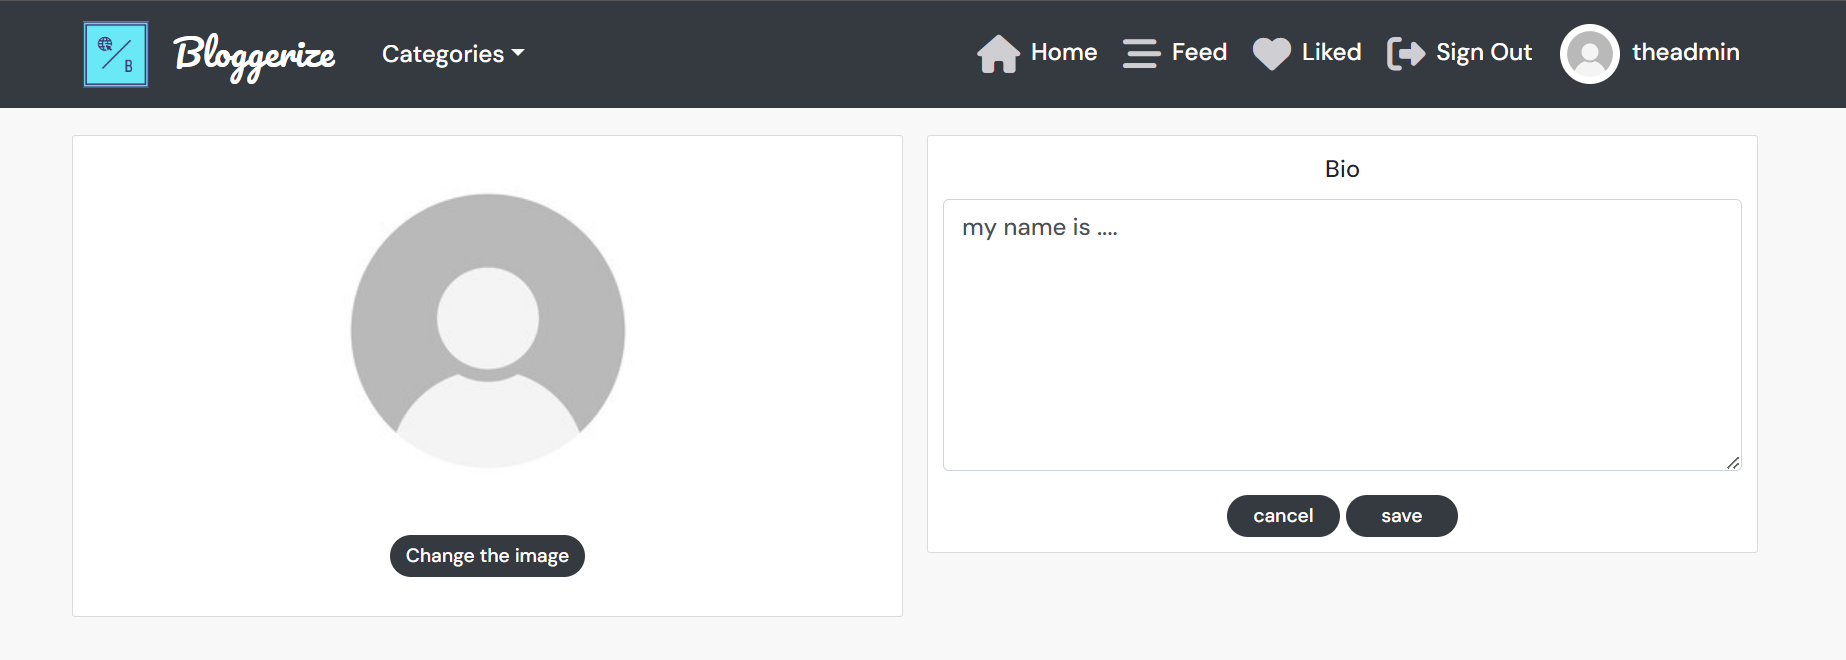 B
Bloggerize
Categories
Home
Feed
Liked
Sign Out
theadmin
Bio
my name is ....
cancel
save
Change the image